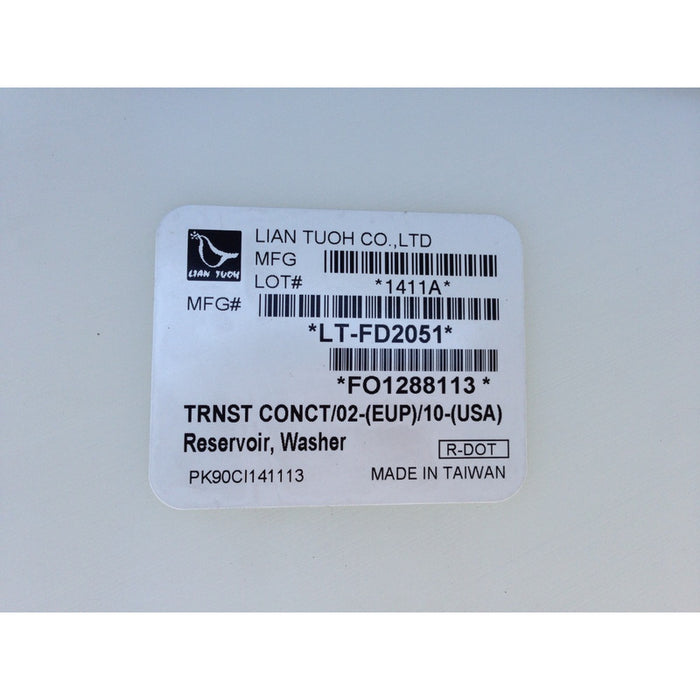 LIAN TUOH
LIAN TUOH CO.,LTD
MFG
LOT#
*1411A*
MFG#
*LT-FD2051*
*FO1288113*
TRNST CONCT/02-(EUP)/10-(USA)
Reservoir, Washer
R-DOT
PK90CI141113
MADE IN TAIWAN